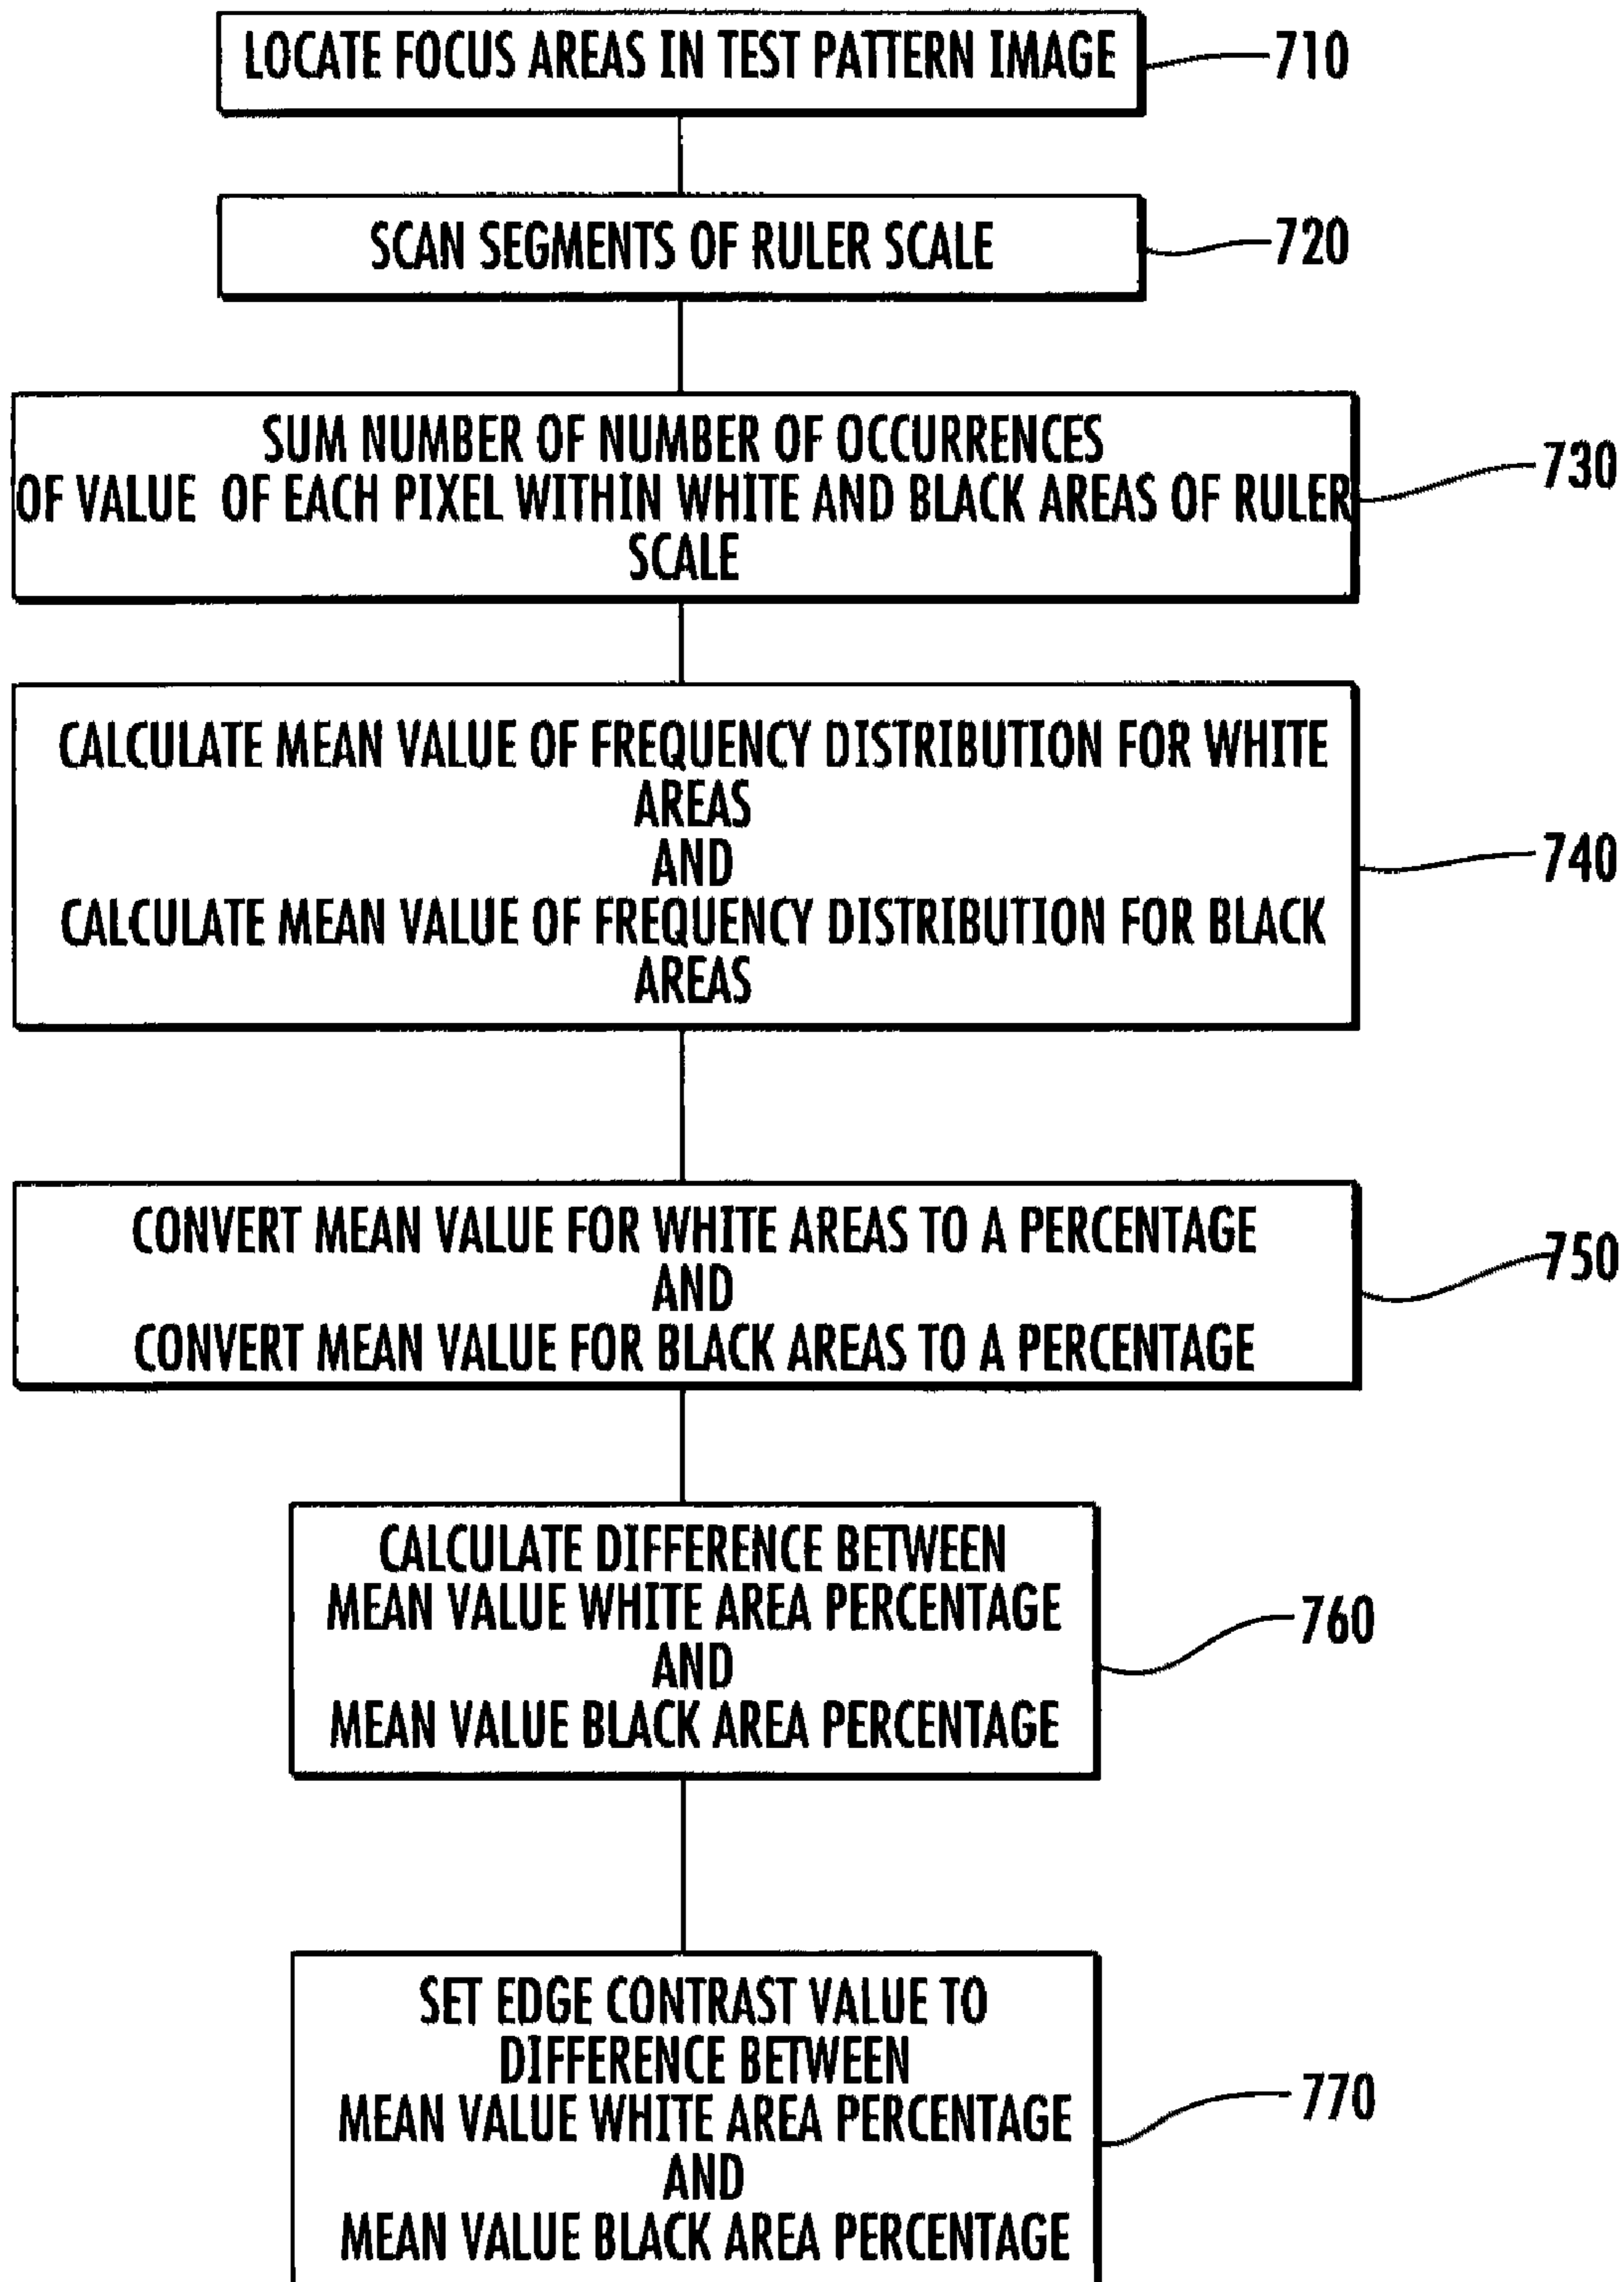 LOCATE FOCUS AREAS IN TEST PATTERN IMAGE
710
SCAN SEGMENTS OF RULER SCALE
720
SUM NUMBER OF NUMBER OF OCCURRENCES
OF VALUE OF EACH PIXEL WITHIN WHITE AND BLACK AREAS OF RULER
SCALE
730
CALCULATE MEAN VALUE OF FREQUENCY DISTRIBUTION FOR WHITE
AREAS
AND
CALCULATE MEAN VALUE OF FREQUENCY DISTRIBUTION FOR BLACK
AREAS
740
CONVERT MEAN VALUE FOR WHITE AREAS TO A PERCENTAGE
AND
CONVERT MEAN VALUE FOR BLACK AREAS TO A PERCENTAGE
750
CALCULATE DIFFERENCE BETWEEN
MEAN VALUE WHITE AREA PERCENTAGE
AND
MEAN VALUE BLACK AREA PERCENTAGE
760
SET EDGE CONTRAST VALUE TO
DIFFERENCE BETWEEN
MEAN VALUE WHITE AREA PERCENTAGE
AND
MEAN VALUE BLACK AREA PERCENTAGE
770